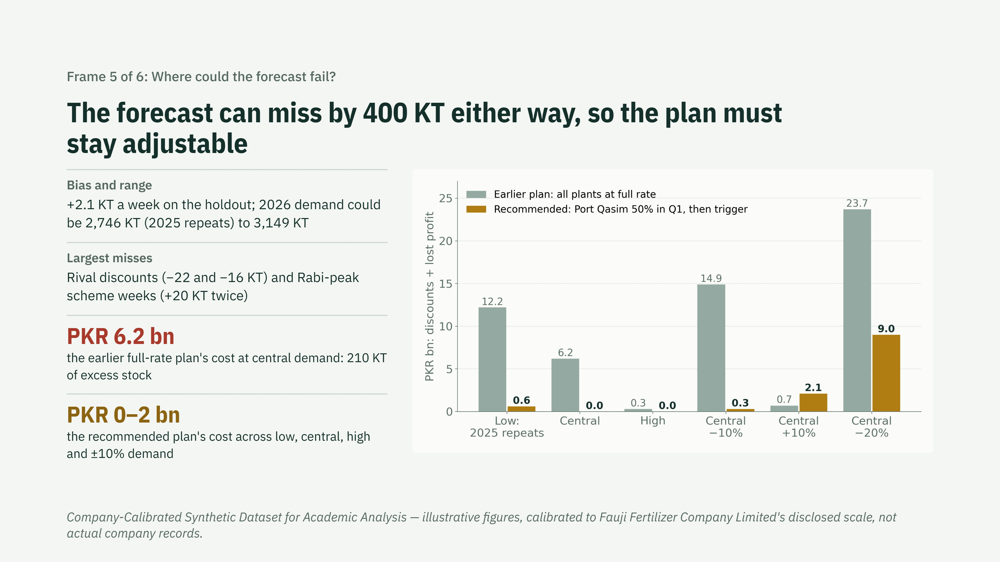 Frame 5 of 6: Where could the forecast fail?
The forecast can miss by 400 KT either way, so the plan must
stay adjustable
Bias and range
+2.1 KT a week on the holdout; 2026 demand could
be 2,746 KT (2025 repeats) to 3,149 KT
Largest misses
Rival discounts (−22 and −16 KT) and Rabi-peak
scheme weeks (+20 KT twice)
PKR 6.2 bn
the earlier full-rate plan's cost at central demand: 210 KT
of excess stock
PKR 0–2 bn
the recommended plan's cost across low, central, high
and ±10% demand
PKR bn: discounts + lost profit
25
20
15
10
5
0
Earlier plan: all plants at full rate
Recommended: Port Qasim 50% in Q1, then trigger
12.2
0.6
6.2
0.0
0.3
0.0
14.9
0.3
0.7
2.1
23.7
9.0
Low:
2025 repeats
Central
High
Central
−10%
Central
+10%
Central
−20%
Company-Calibrated Synthetic Dataset for Academic Analysis — illustrative figures, calibrated to Fauji Fertilizer Company Limited's disclosed scale, not
actual company records.